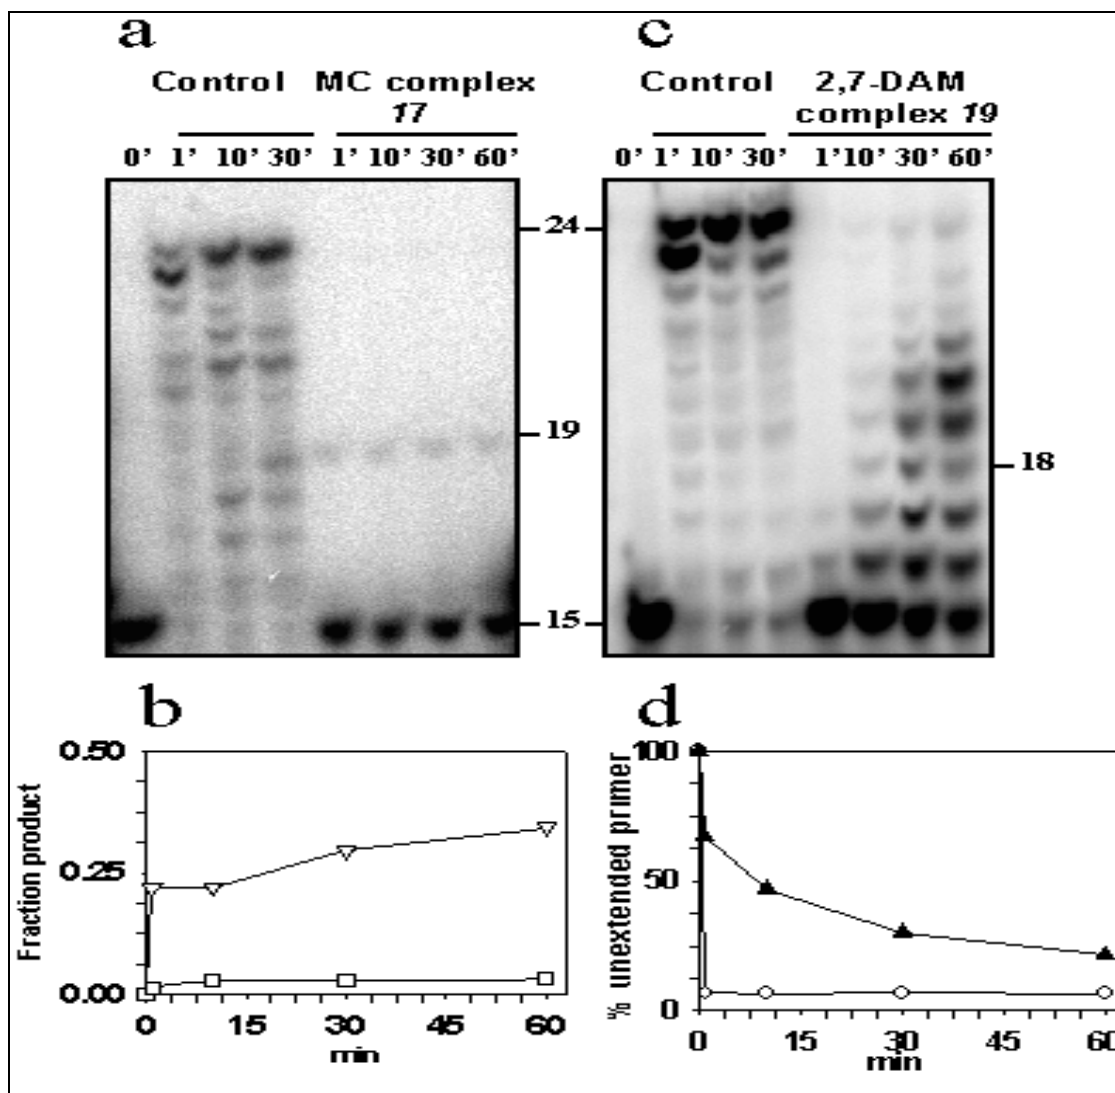 a
Control MC complex
17
0' 1' 10' 30' 1' 10' 30' 60'
c
Control 2,7-DAM
complex 19
0' 1' 10' 30' 1' 10' 30' 60'
24
19
15
18
b
Fraction product
0.50
0.25
0.00
0 15 30 45 60
min
d
% unextended primer
100
50
0
0 15 30 45 60
min